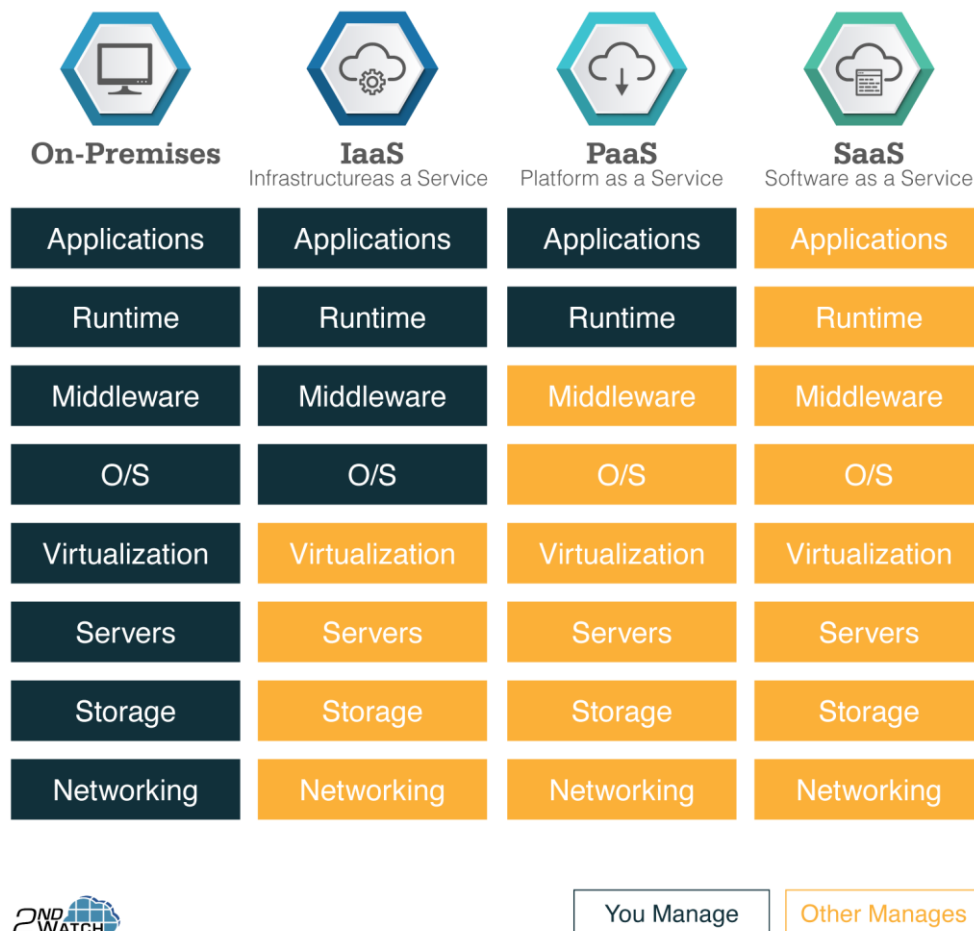 On-Premises
IaaS
PaaS
SaaS
Infrastructureas a Service
Platform as a Service
Software as a Service
Applications
Applications
Applications
Applications
Runtime
Runtime
Runtime
Runtime
Middleware
Middleware
Middleware
Middleware
O/S
O/S
O/S
O/S
Virtualization
Virtualization
Virtualization
Virtualization
Servers
Servers
Servers
Servers
Storage
Storage
Storage
Storage
Networking
Networking
Networking
Networking
2ND
WATCH
You Manage
Other Manages